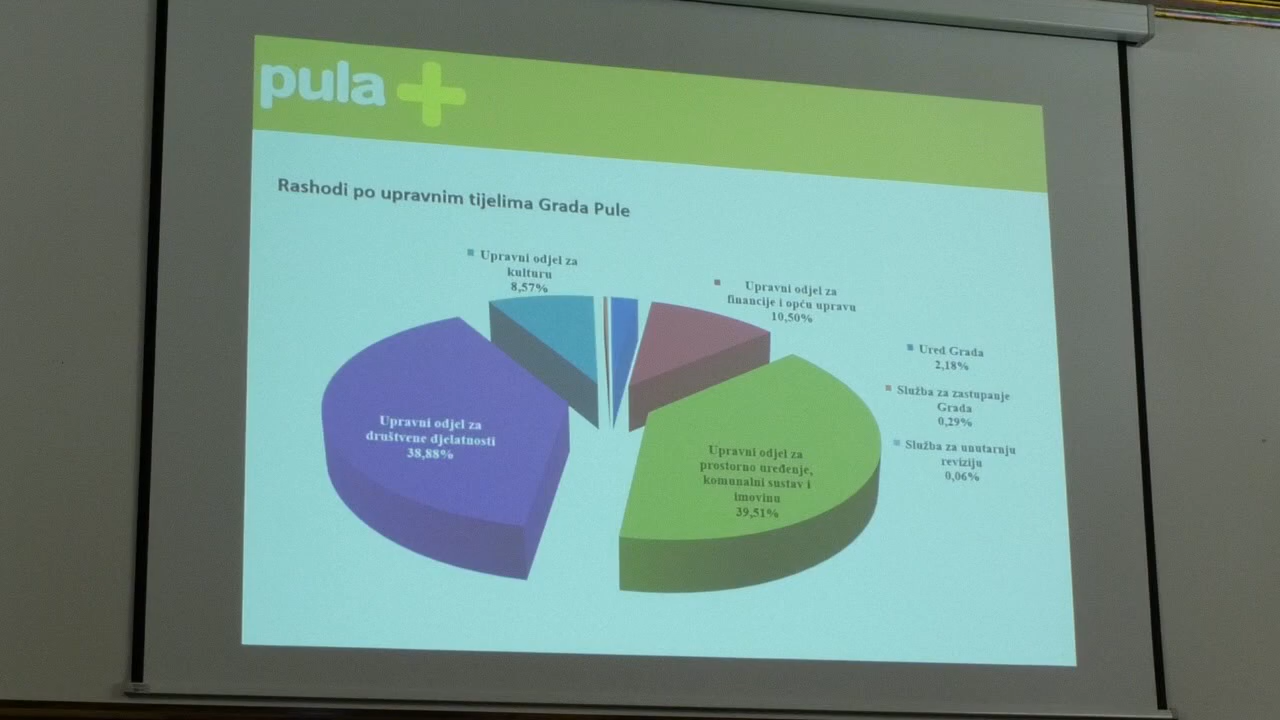 pula +
Rashodi po upravnim tijelima Grada Pule
Upravni odjel za
kulturu
8,57%
Upravni odjel za
financije i opću upravu
10,50%
Ured Grada
2,18%
Služba za zastupanje
Grada
0,29%
Služba za unutarnju
reviziju
0,06%
Upravni odjel za
društvene djelatnosti
38,88%
Upravni odjel za
prostorno uređenje,
komunalni sustav i
imovinu
39,51%